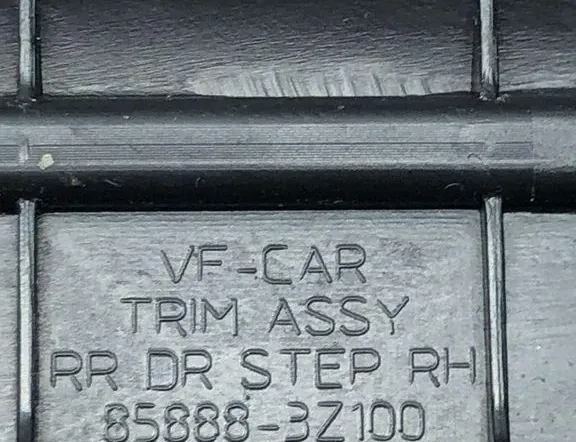 VF-CAR
TRIM ASSY
RR DR STEP RH
85888-3Z100